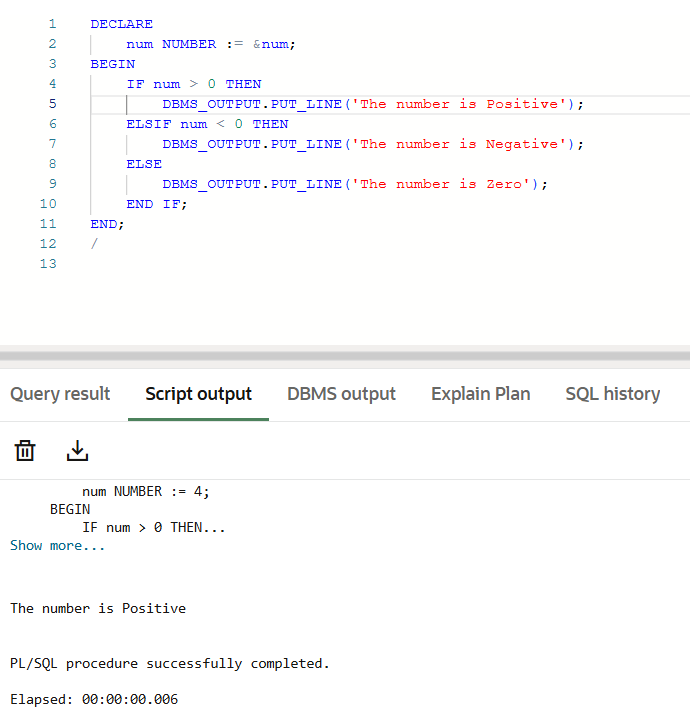 1 DECLARE
2 num NUMBER := &num;
3 BEGIN
4 IF num > 0 THEN
5 DBMS_OUTPUT.PUT_LINE('The number is Positive');
6 ELSIF num < 0 THEN
7 DBMS_OUTPUT.PUT_LINE('The number is Negative');
8 ELSE
9 DBMS_OUTPUT.PUT_LINE('The number is Zero');
10 END IF;
11 END;
12 /
13
Query result Script output DBMS output Explain Plan SQL history
num NUMBER := 4;
BEGIN
IF num > 0 THEN...
Show more...
The number is Positive
PL/SQL procedure successfully completed.
Elapsed: 00:00:00.006